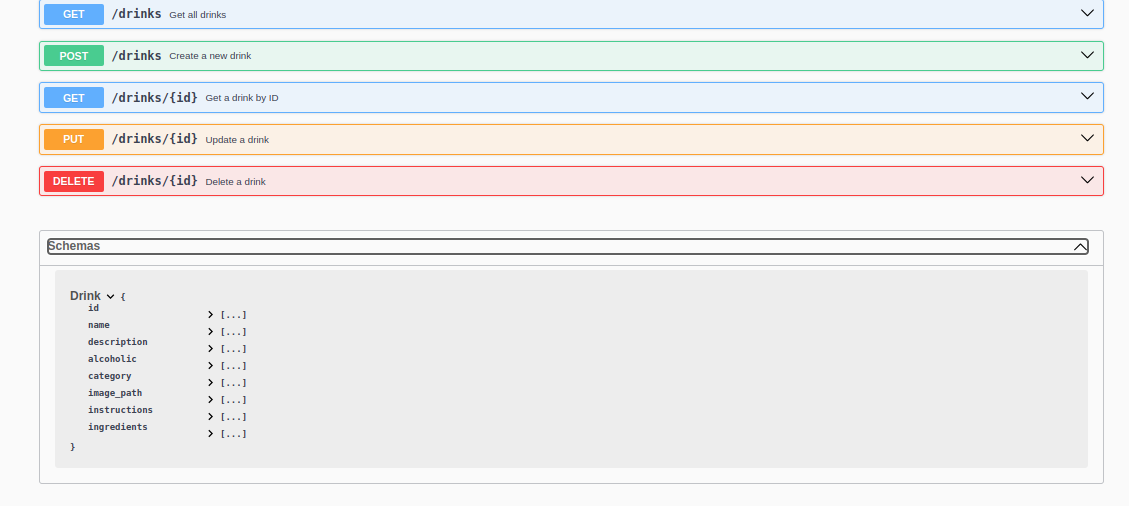 GET /drinks Get all drinks
POST /drinks Create a new drink
GET /drinks/{id} Get a drink by ID
PUT /drinks/{id} Update a drink
DELETE /drinks/{id} Delete a drink
Schemas
Drink {
id [...]
name [...]
description [...]
alcoholic [...]
category [...]
image_path [...]
instructions [...]
ingredients [...]
}